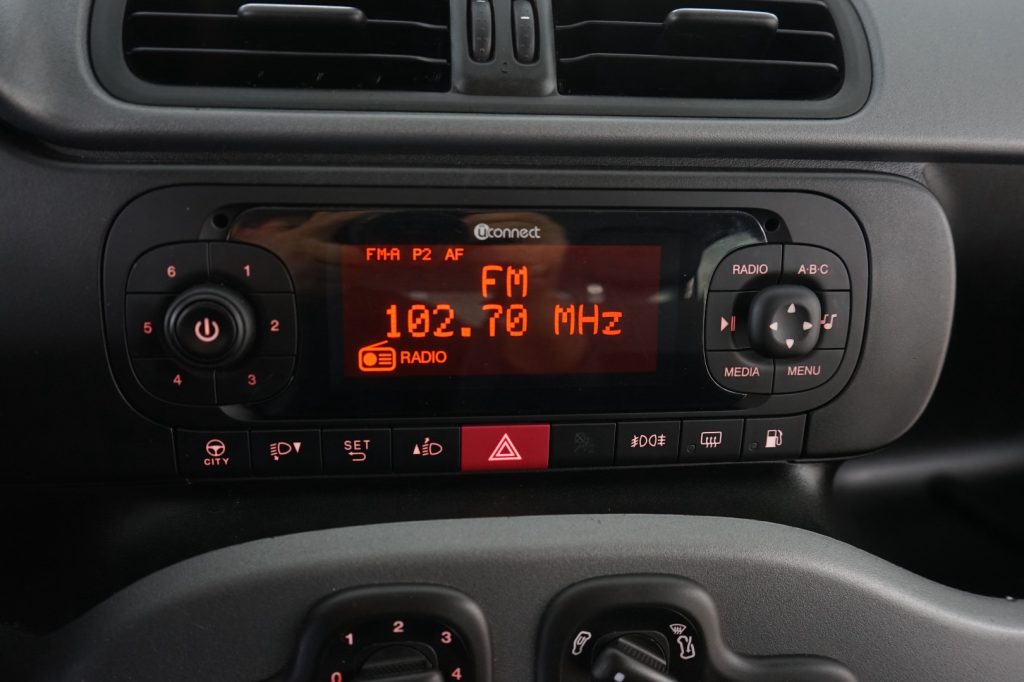 uconnect
FM-A P2 AF
FM
102.70 MHz
RADIO
6 1
5 2
4 3
RADIO A·B·C
MEDIA MENU
CITY
SET
0 1 2 3 4